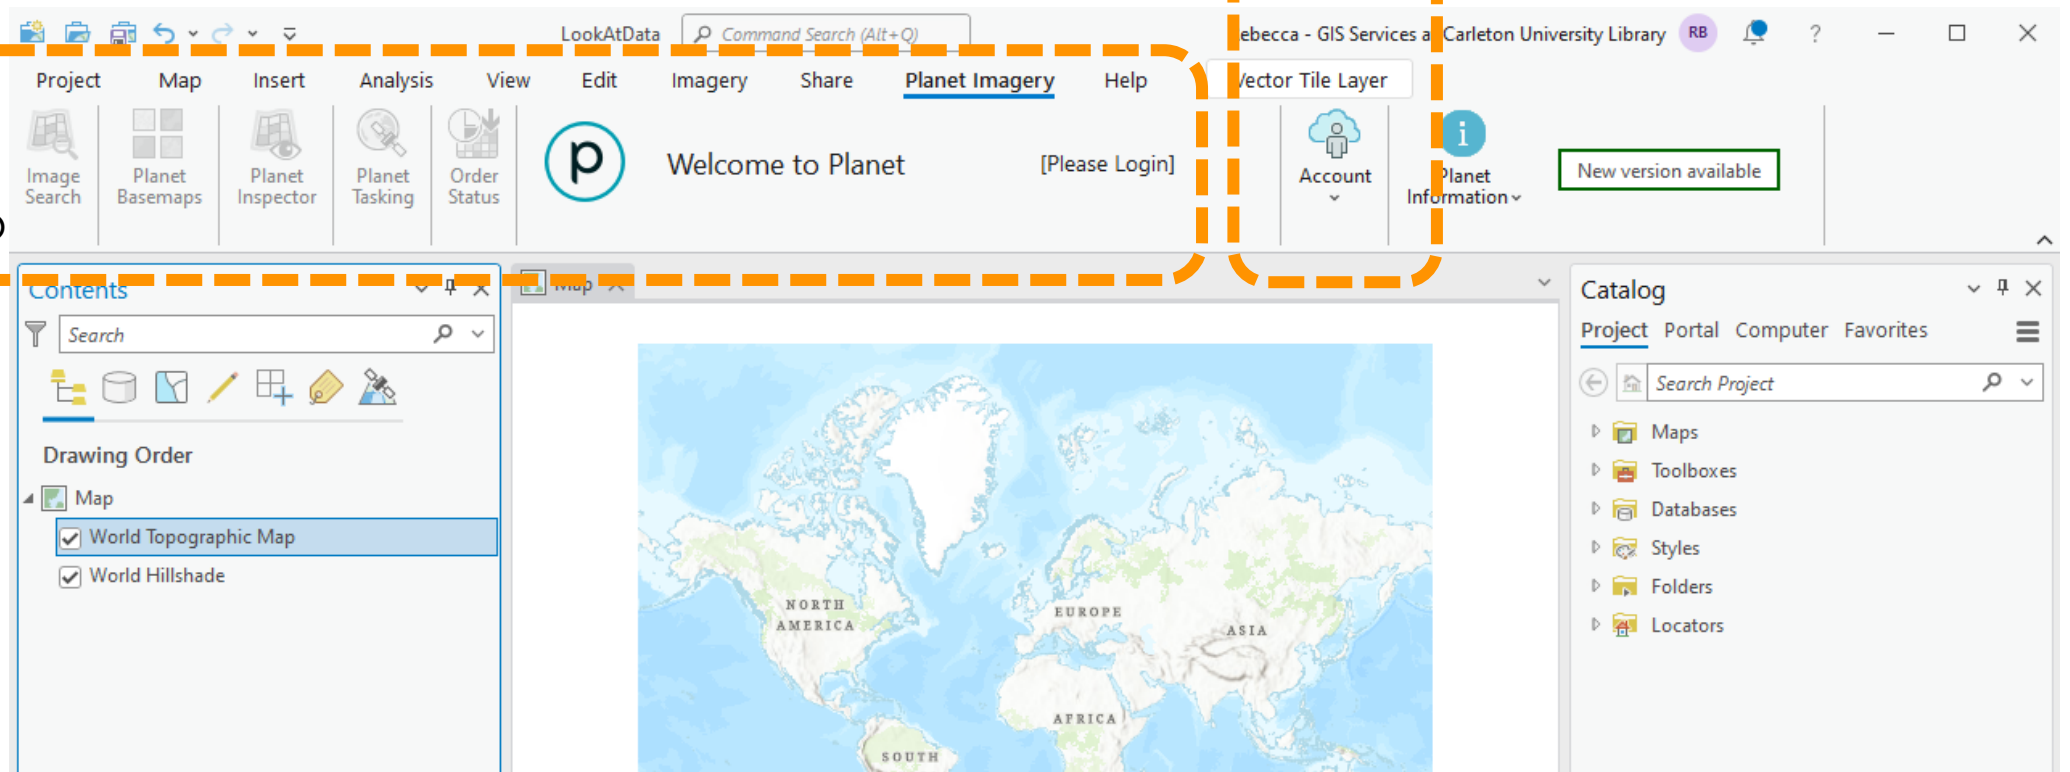 LookAtData
Command Search (Alt+Q)
ebecca - GIS Services a Carleton University Library
RB
?
Project Map Insert Analysis View Edit Imagery Share Planet Imagery Help Vector Tile Layer
Image Search
Planet Basemaps
Planet Inspector
Planet Tasking
Order Status
p
Welcome to Planet
[Please Login]
Account
i
Planet Information
New version available
Contents
Search
Drawing Order
Map
World Topographic Map
World Hillshade
Map
NORTH
AMERICA
EUROPE
ASIA
AFRICA
SOUTH
Catalog
Project Portal Computer Favorites
Search Project
Maps
Toolboxes
Databases
Styles
Folders
Locators